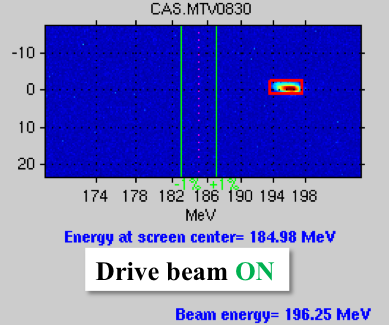 CAS.MTV0830
-10
0
10
20
-1% +1%
174 178 182 186 190 194 198
MeV
Energy at screen center= 184.98 MeV
Drive beam ON
Beam energy= 196.25 MeV